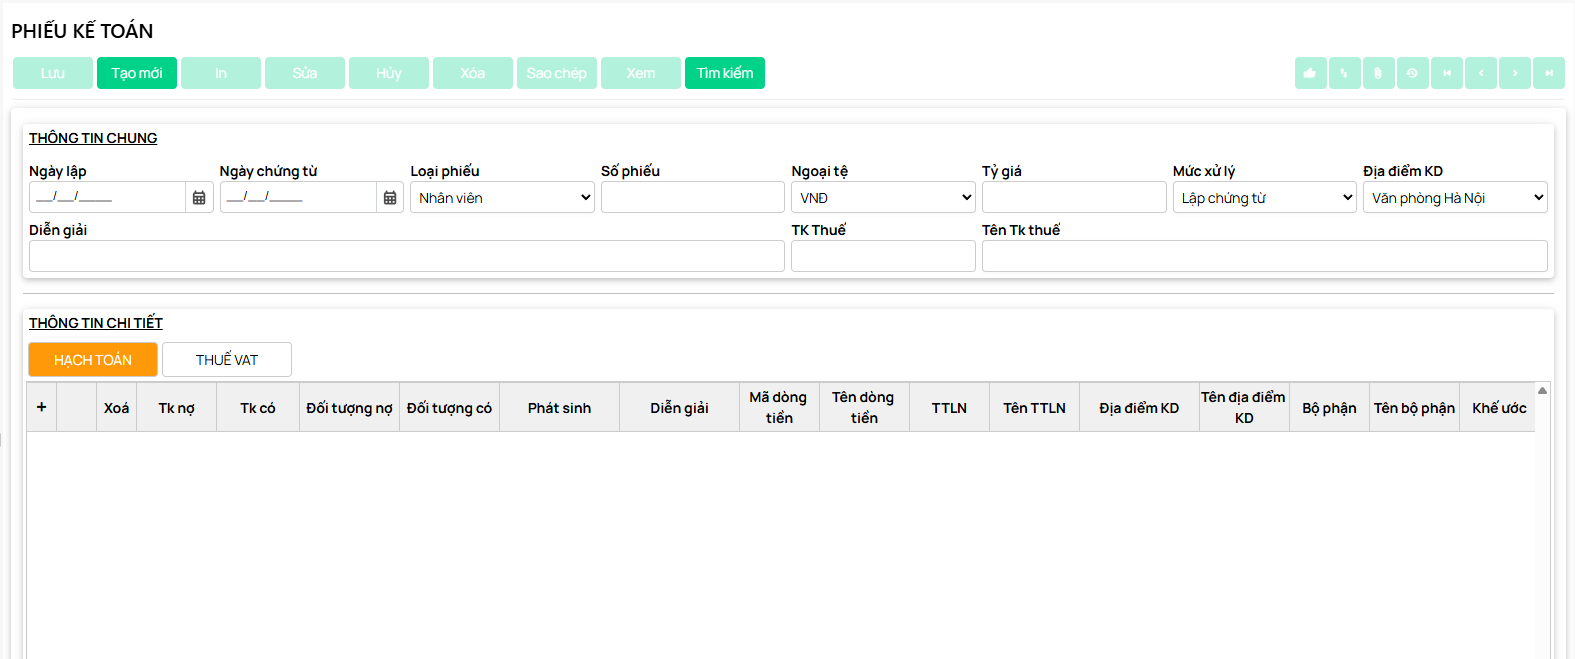 PHIẾU KẾ TOÁN
Lưu Tạo mới In Sửa Hủy Xóa Sao chép Xem Tìm kiếm
THÔNG TIN CHUNG
Ngày lập Ngày chứng từ Loại phiếu Số phiếu Ngoại tệ Tỷ giá Mức xử lý Địa điểm KD
__/__/____ __/__/____ Nhân viên VNĐ Lập chứng từ Văn phòng Hà Nội
Diễn giải TK Thuế Tên Tk thuế
THÔNG TIN CHI TIẾT
HẠCH TOÁN THUẾ VAT
+ Xoá Tk nợ Tk có Đối tượng nợ Đối tượng có Phát sinh Diễn giải Mã dòng tiền Tên dòng tiền TTLN Tên TTLN Địa điểm KD Tên địa điểm KD Bộ phận Tên bộ phận Khế ước